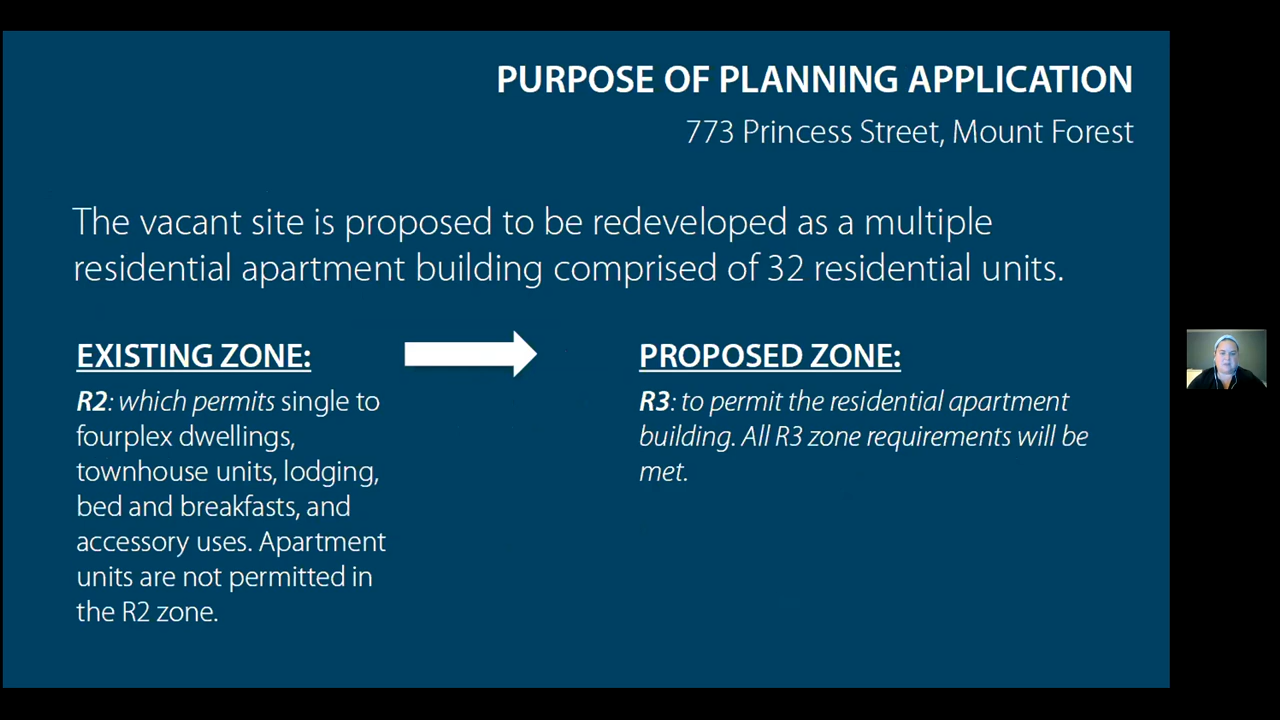 PURPOSE OF PLANNING APPLICATION
773 Princess Street, Mount Forest
The vacant site is proposed to be redeveloped as a multiple
residential apartment building comprised of 32 residential units.
EXISTING ZONE:
R2: which permits single to
fourplex dwellings,
townhouse units, lodging,
bed and breakfasts, and
accessory uses. Apartment
units are not permitted in
the R2 zone.
PROPOSED ZONE:
R3: to permit the residential apartment
building. All R3 zone requirements will be
met.